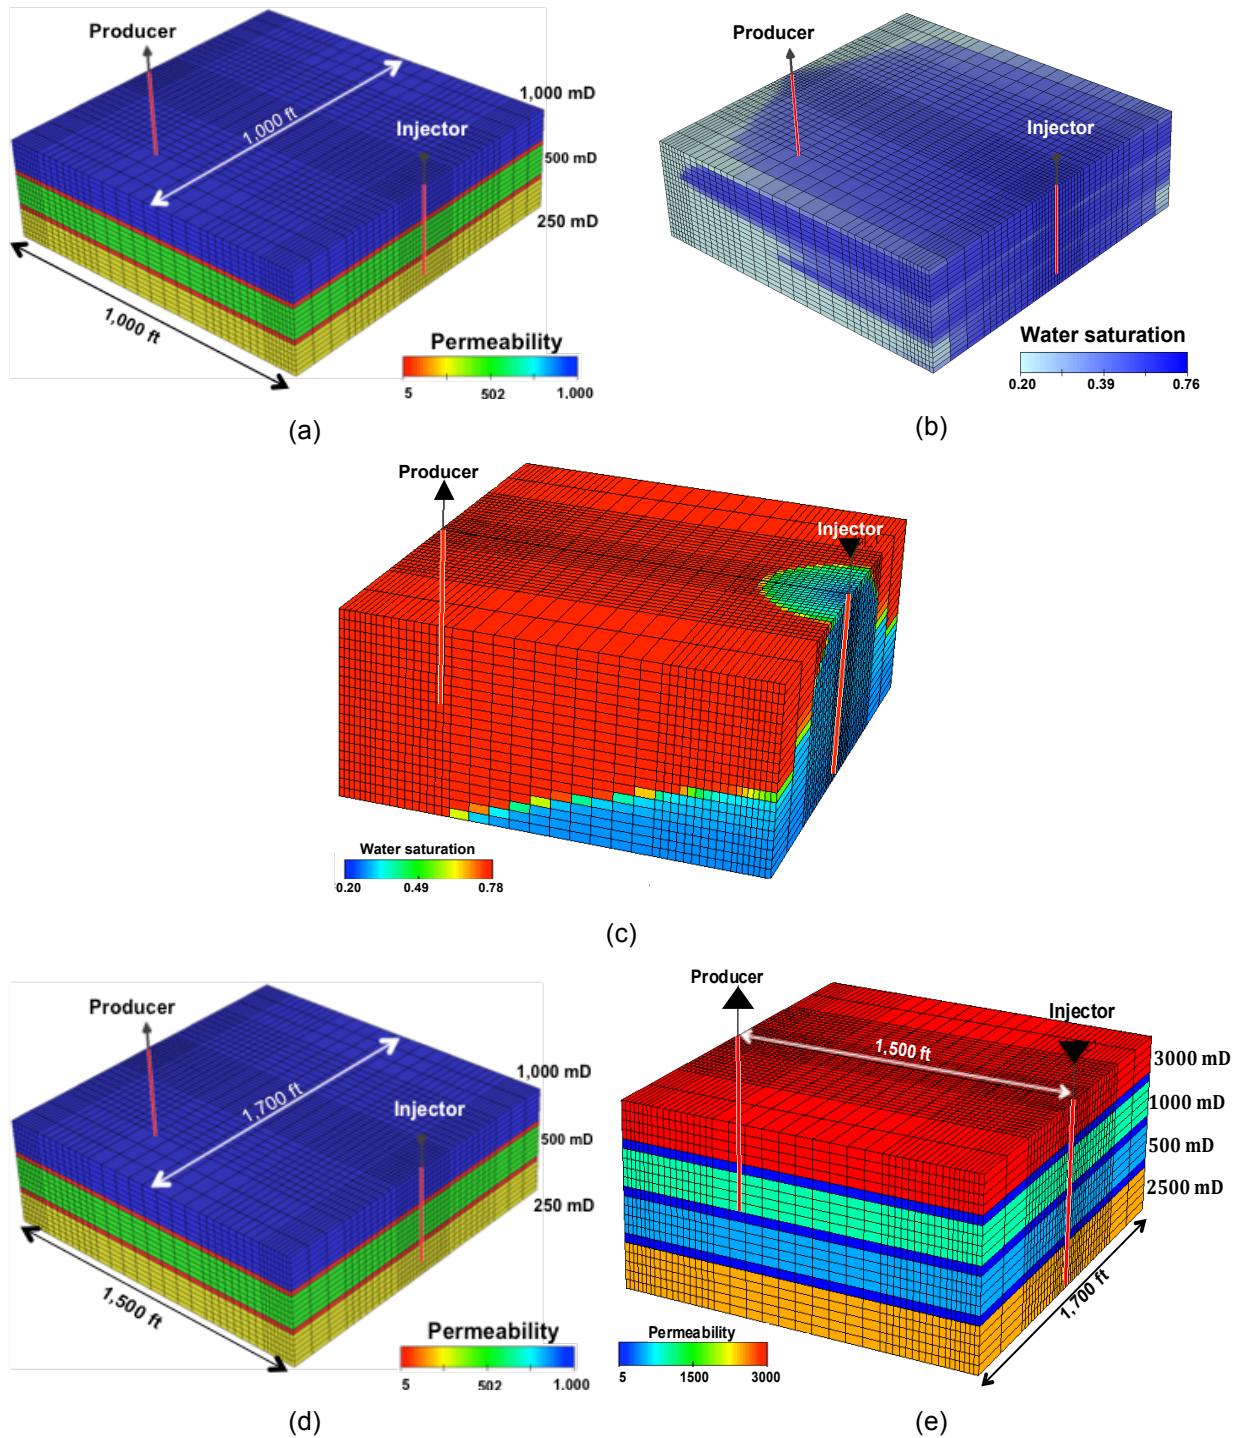 Producer
1,000 ft
1,000 mD
Injector
500 mD
250 mD
1,000 ft
Permeability
5 502 1,000
(a)
Producer
Injector
Water saturation
0.20 0.39 0.76
(b)
Producer
Injector
Water saturation
0.20 0.49 0.78
(c)
Producer
1,700 ft
1,000 mD
Injector
500 mD
250 mD
1,500 ft
Permeability
5 502 1,000
(d)
Producer
Injector
1,500 ft
3000 mD
1000 mD
500 mD
2500 mD
1,700 ft
Permeability
5 1500 3000
(e)